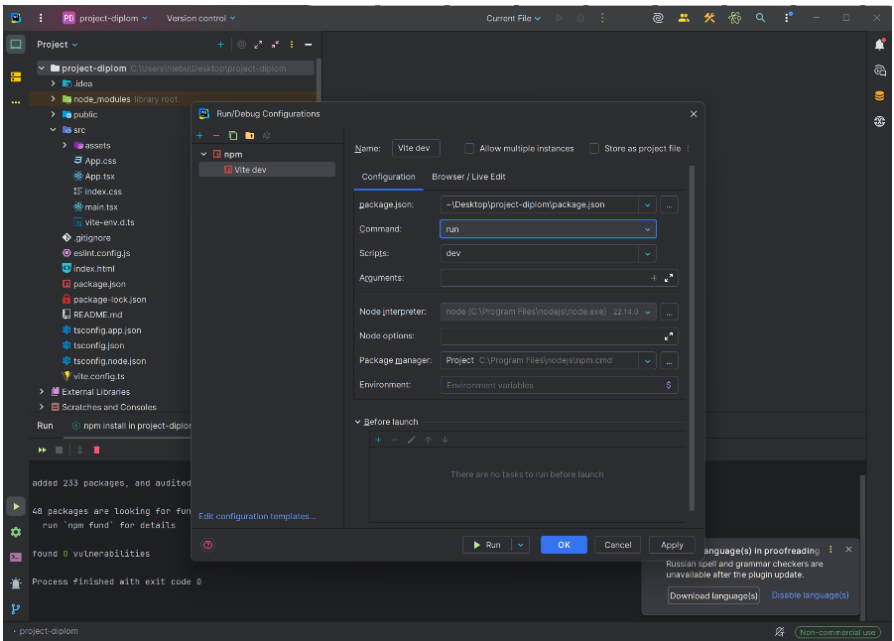 PD project-diplom
Version control
Current File
Project
project-diplom C:\Users\Nebu\Desktop\project-diplom
.idea
node_modules library root
public
src
assets
App.css
App.tsx
index.css
main.tsx
vite-env.d.ts
.gitignore
eslint.config.js
index.html
package.json
package-lock.json
README.md
tsconfig.app.json
tsconfig.json
tsconfig.node.json
vite.config.ts
External Libraries
Scratches and Consoles
Run/Debug Configurations
npm
Vite dev
Edit configuration templates...
Name: Vite dev
Allow multiple instances
Store as project file
Configuration
Browser / Live Edit
package.json: ~\Desktop\project-diplom\package.json
Command: run
Scripts: dev
Arguments:
Node interpreter: node (C:\Program Files\nodejs\node.exe) 22.14.0
Node options:
Package manager: Project C:\Program Files\nodejs\npm.cmd
Environment: Environment variables
Before launch
There are no tasks to run before launch
Run
OK
Cancel
Apply
Run
npm install in project-diplom
added 233 packages, and audited
48 packages are looking for fun
run `npm fund` for details
found 0 vulnerabilities
Process finished with exit code 0
anguage(s) in proofreading
Russian spell and grammar checkers are
unavailable after the plugin update.
Download language(s)
Disable language(s)
project-diplom
Non-commercial use